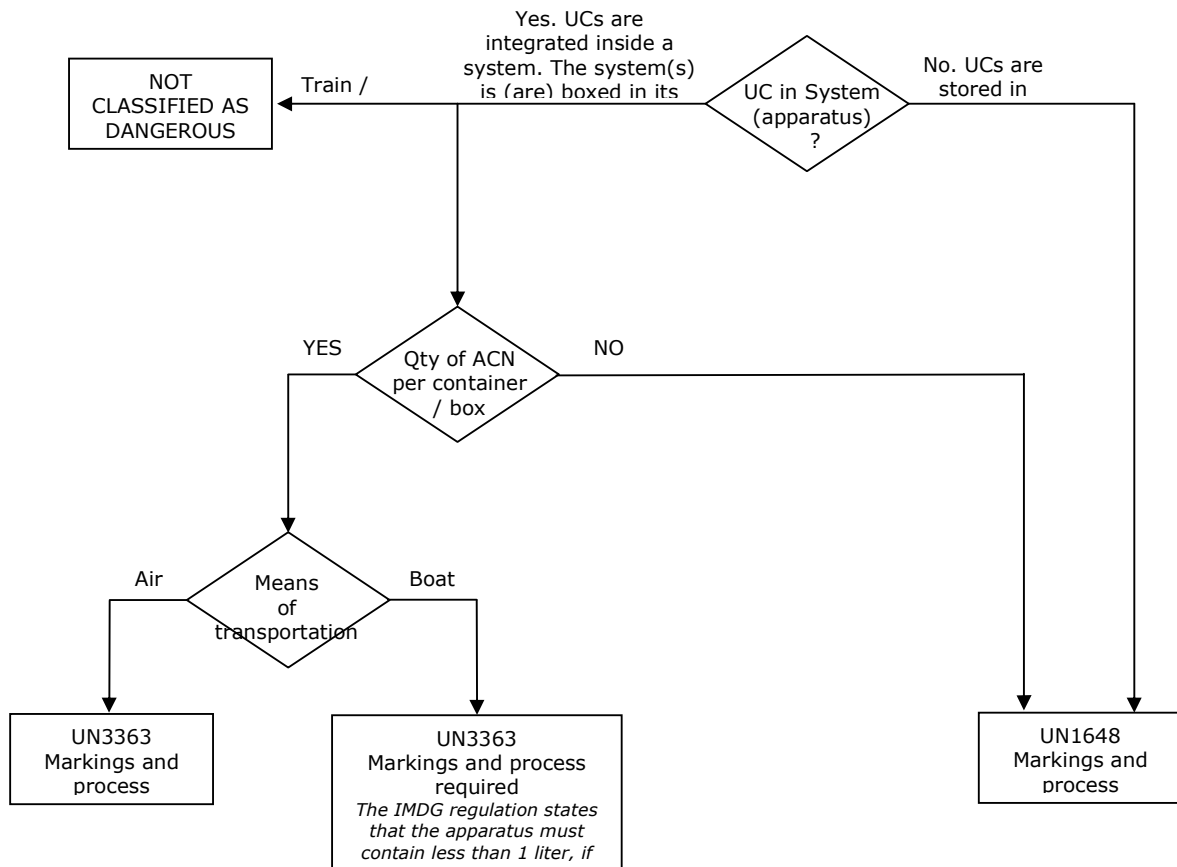 Yes. UCs are
integrated inside a
system. The system(s)
is (are) boxed in its
NOT
CLASSIFIED AS
DANGEROUS
Train /
UC in System
(apparatus)
?
No. UCs are
stored in
YES
Qty of ACN
per container
/ box
NO
Air
Means
of
transportation
Boat
UN3363
Markings and
process
UN3363
Markings and process
required
The IMDG regulation states
that the apparatus must
contain less than 1 liter, if
UN1648
Markings and
process